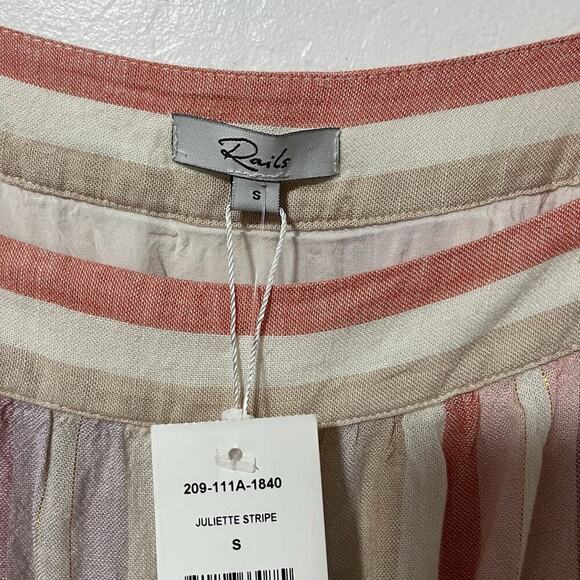 Rails
S
209-111A-1840
JULIETTE STRIPE
S